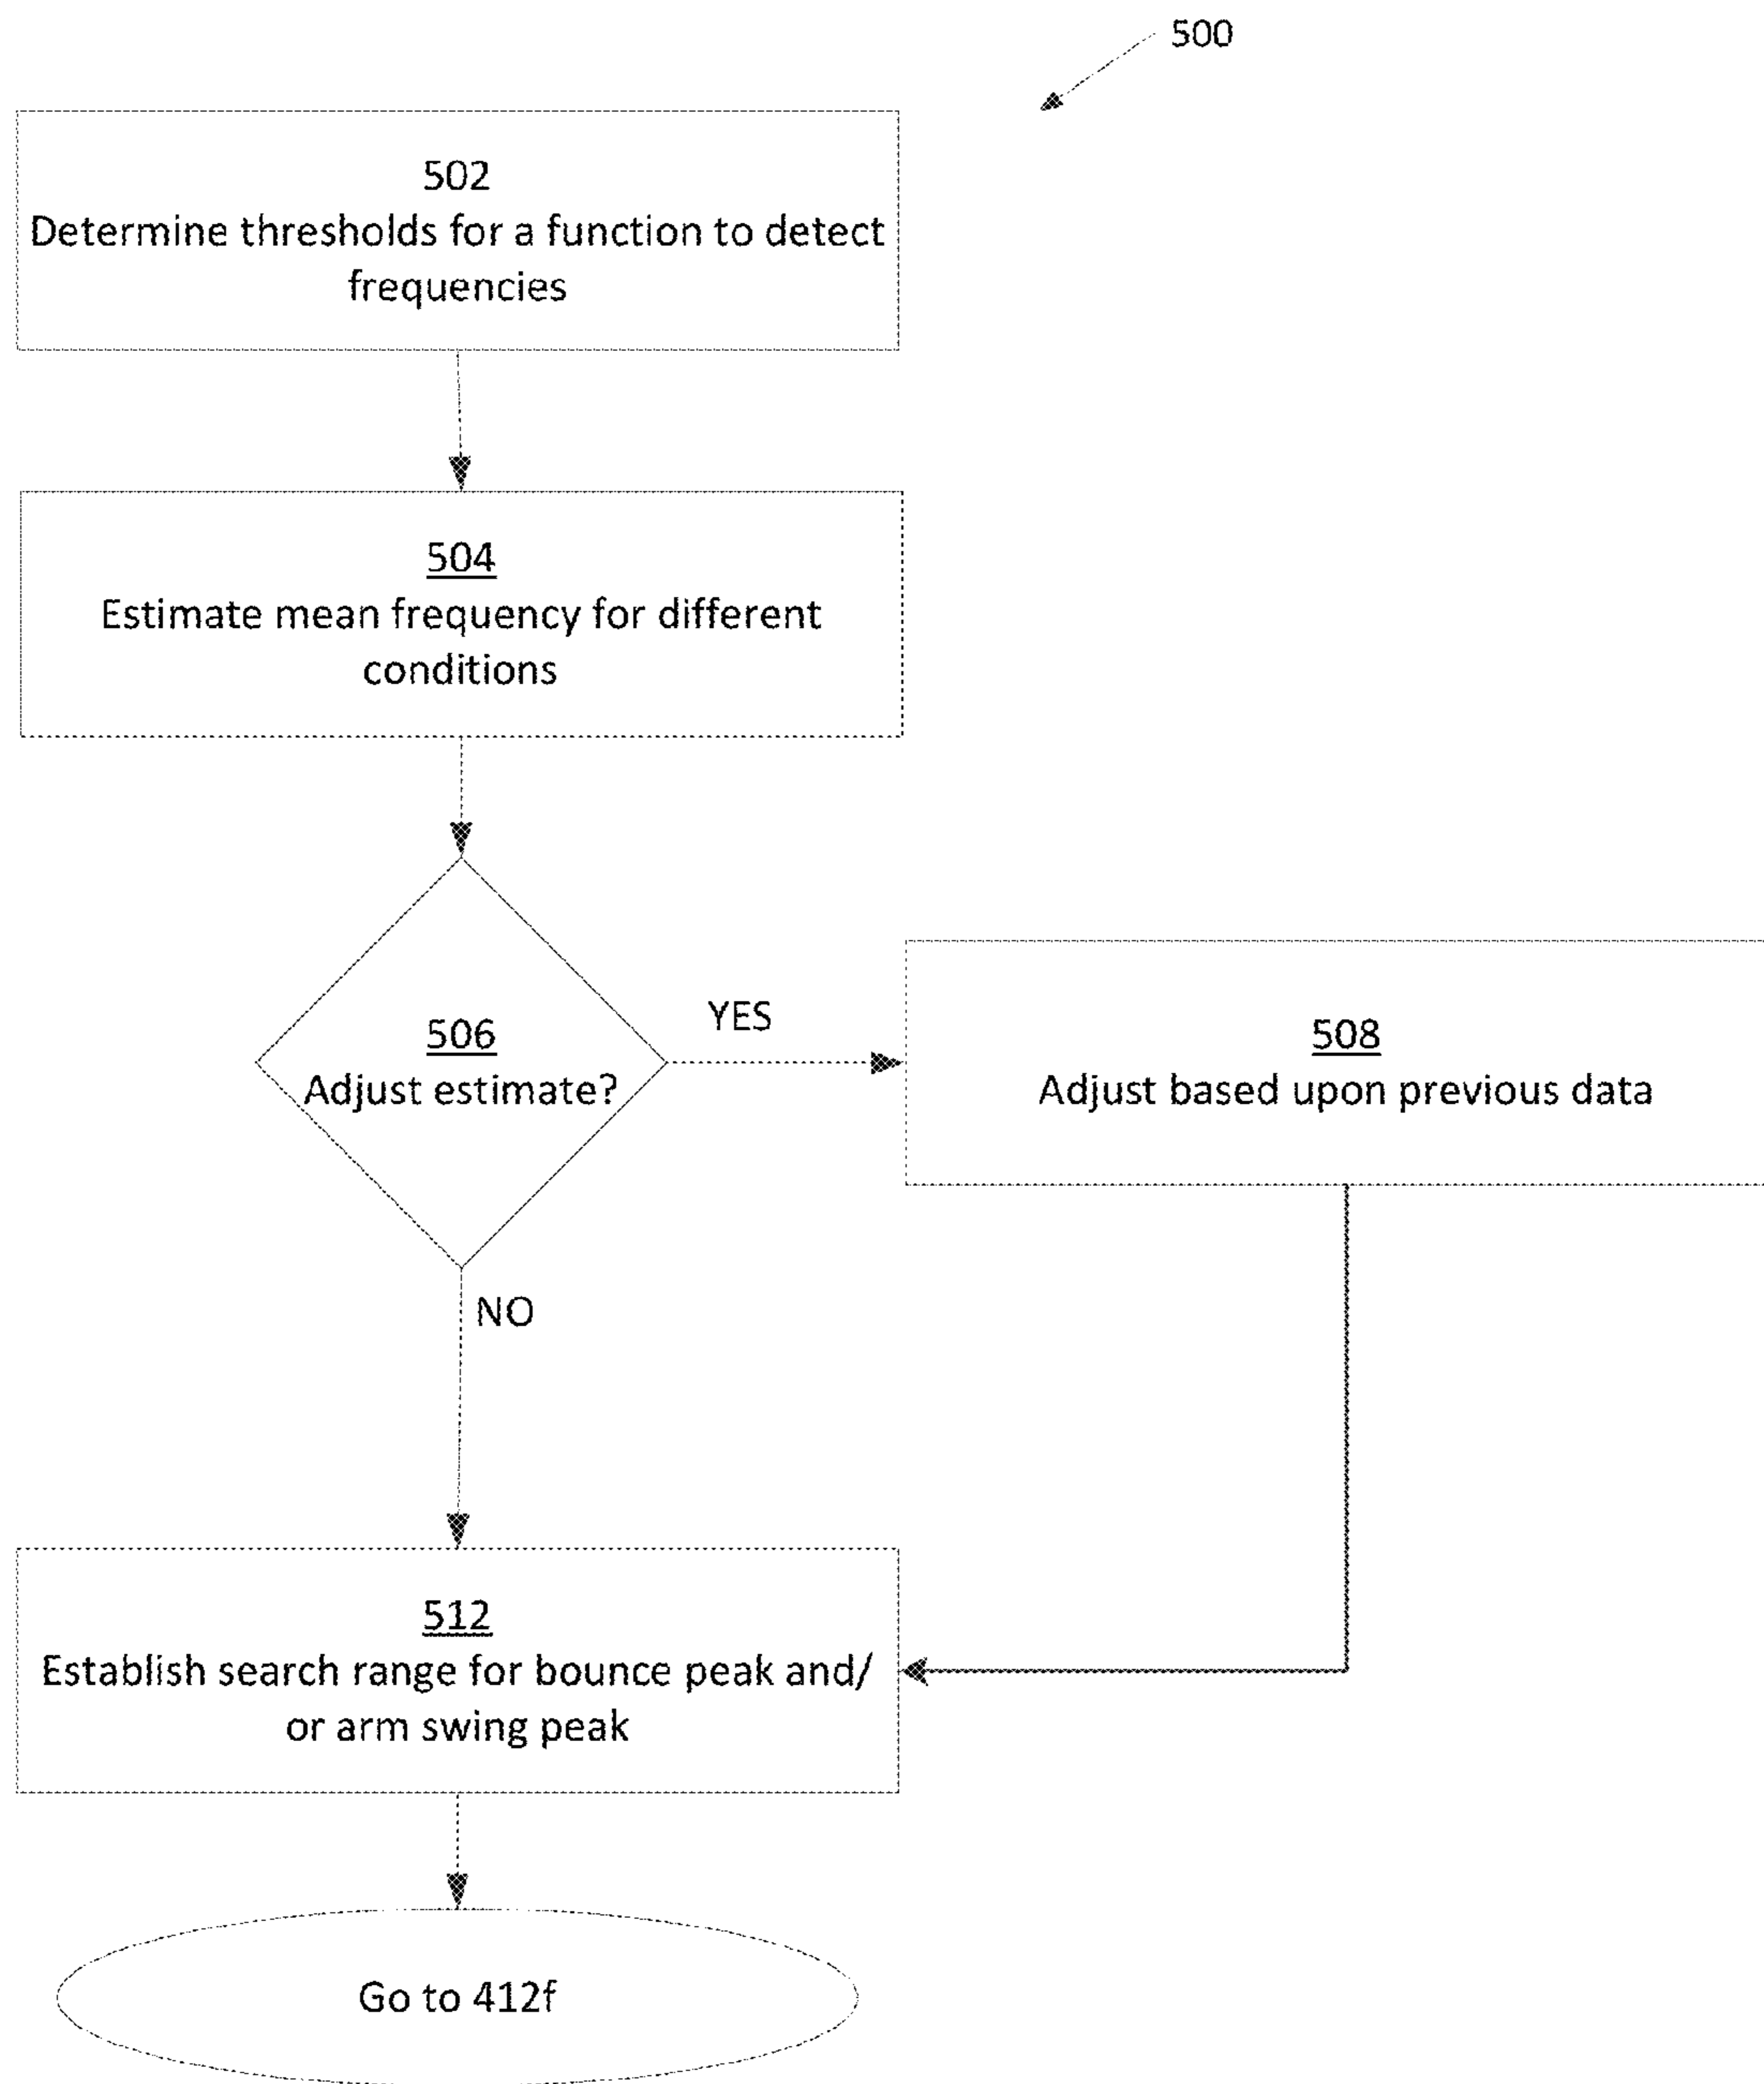 500
502
Determine thresholds for a function to detect
frequencies
504
Estimate mean frequency for different
conditions
506
Adjust estimate?
YES
508
Adjust based upon previous data
NO
512
Establish search range for bounce peak and/
or arm swing peak
Go to 412f